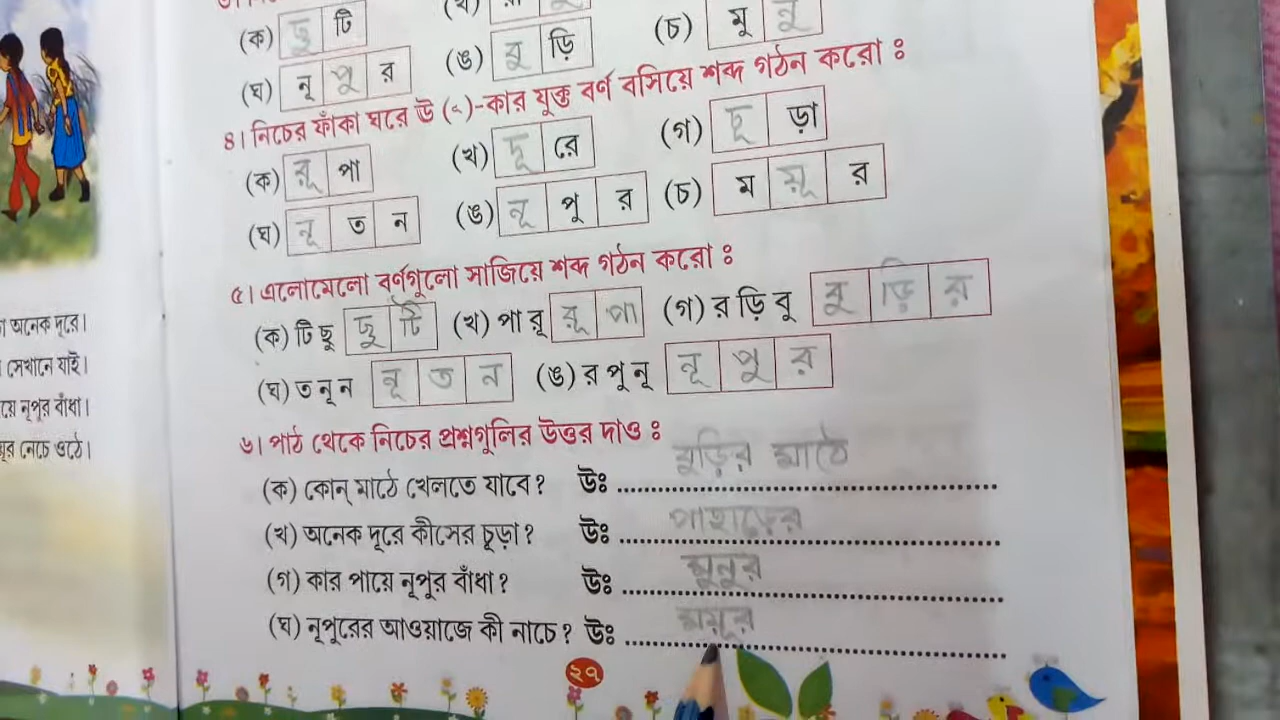 (ক) ছু টি
(ঘ) নূ পু র (ঙ) বু ড়ি (চ) মু নু
৪। নিচের ফাঁকা ঘরে ঊ (ূ)-কার যুক্ত বর্ণ বসিয়ে শব্দ গঠন করো ঃ
(ক) রূ পা (খ) দূ রে (গ) চূ ড়া
(ঘ) নূ ত ন (ঙ) নূ পু র (চ) ম য়ূ র
৫। এলোমেলো বর্ণগুলো সাজিয়ে শব্দ গঠন করো ঃ
(ক) টি ছু ছু টি (খ) পা রূ রূ পা (গ) র ড়ি বু বু ড়ি র
(ঘ) ত নূ ন নূ ত ন (ঙ) র পু নূ নূ পু র
৬। পাঠ থেকে নিচের প্রশ্নগুলির উত্তর দাও ঃ
(ক) কোন্ মাঠে খেলতে যাবে? উঃ বুড়ির মাঠে
(খ) অনেক দূরে কীসের চূড়া? উঃ পাহাড়ের
(গ) কার পায়ে নূপুর বাঁধা? উঃ মুনুর
(ঘ) নূপুরের আওয়াজে কী নাচে? উঃ ময়ূর
২৭
অনেক দূরে।
সেখানে যাই।
নূপুর বাঁধা।
নেচে ওঠে।